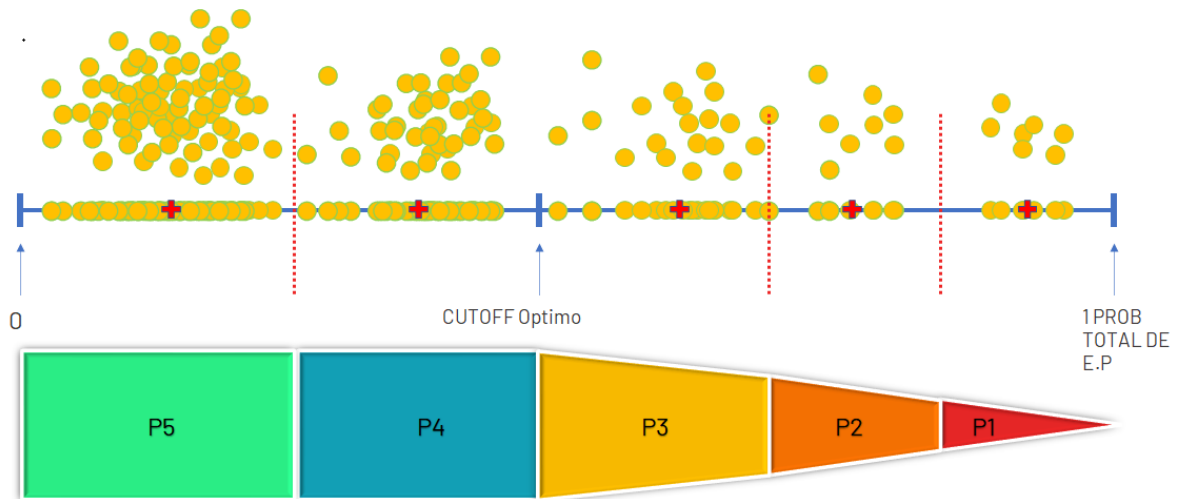 0
CUTOFF Optimo
1 PROB
TOTAL DE
E.P
P5
P4
P3
P2
P1